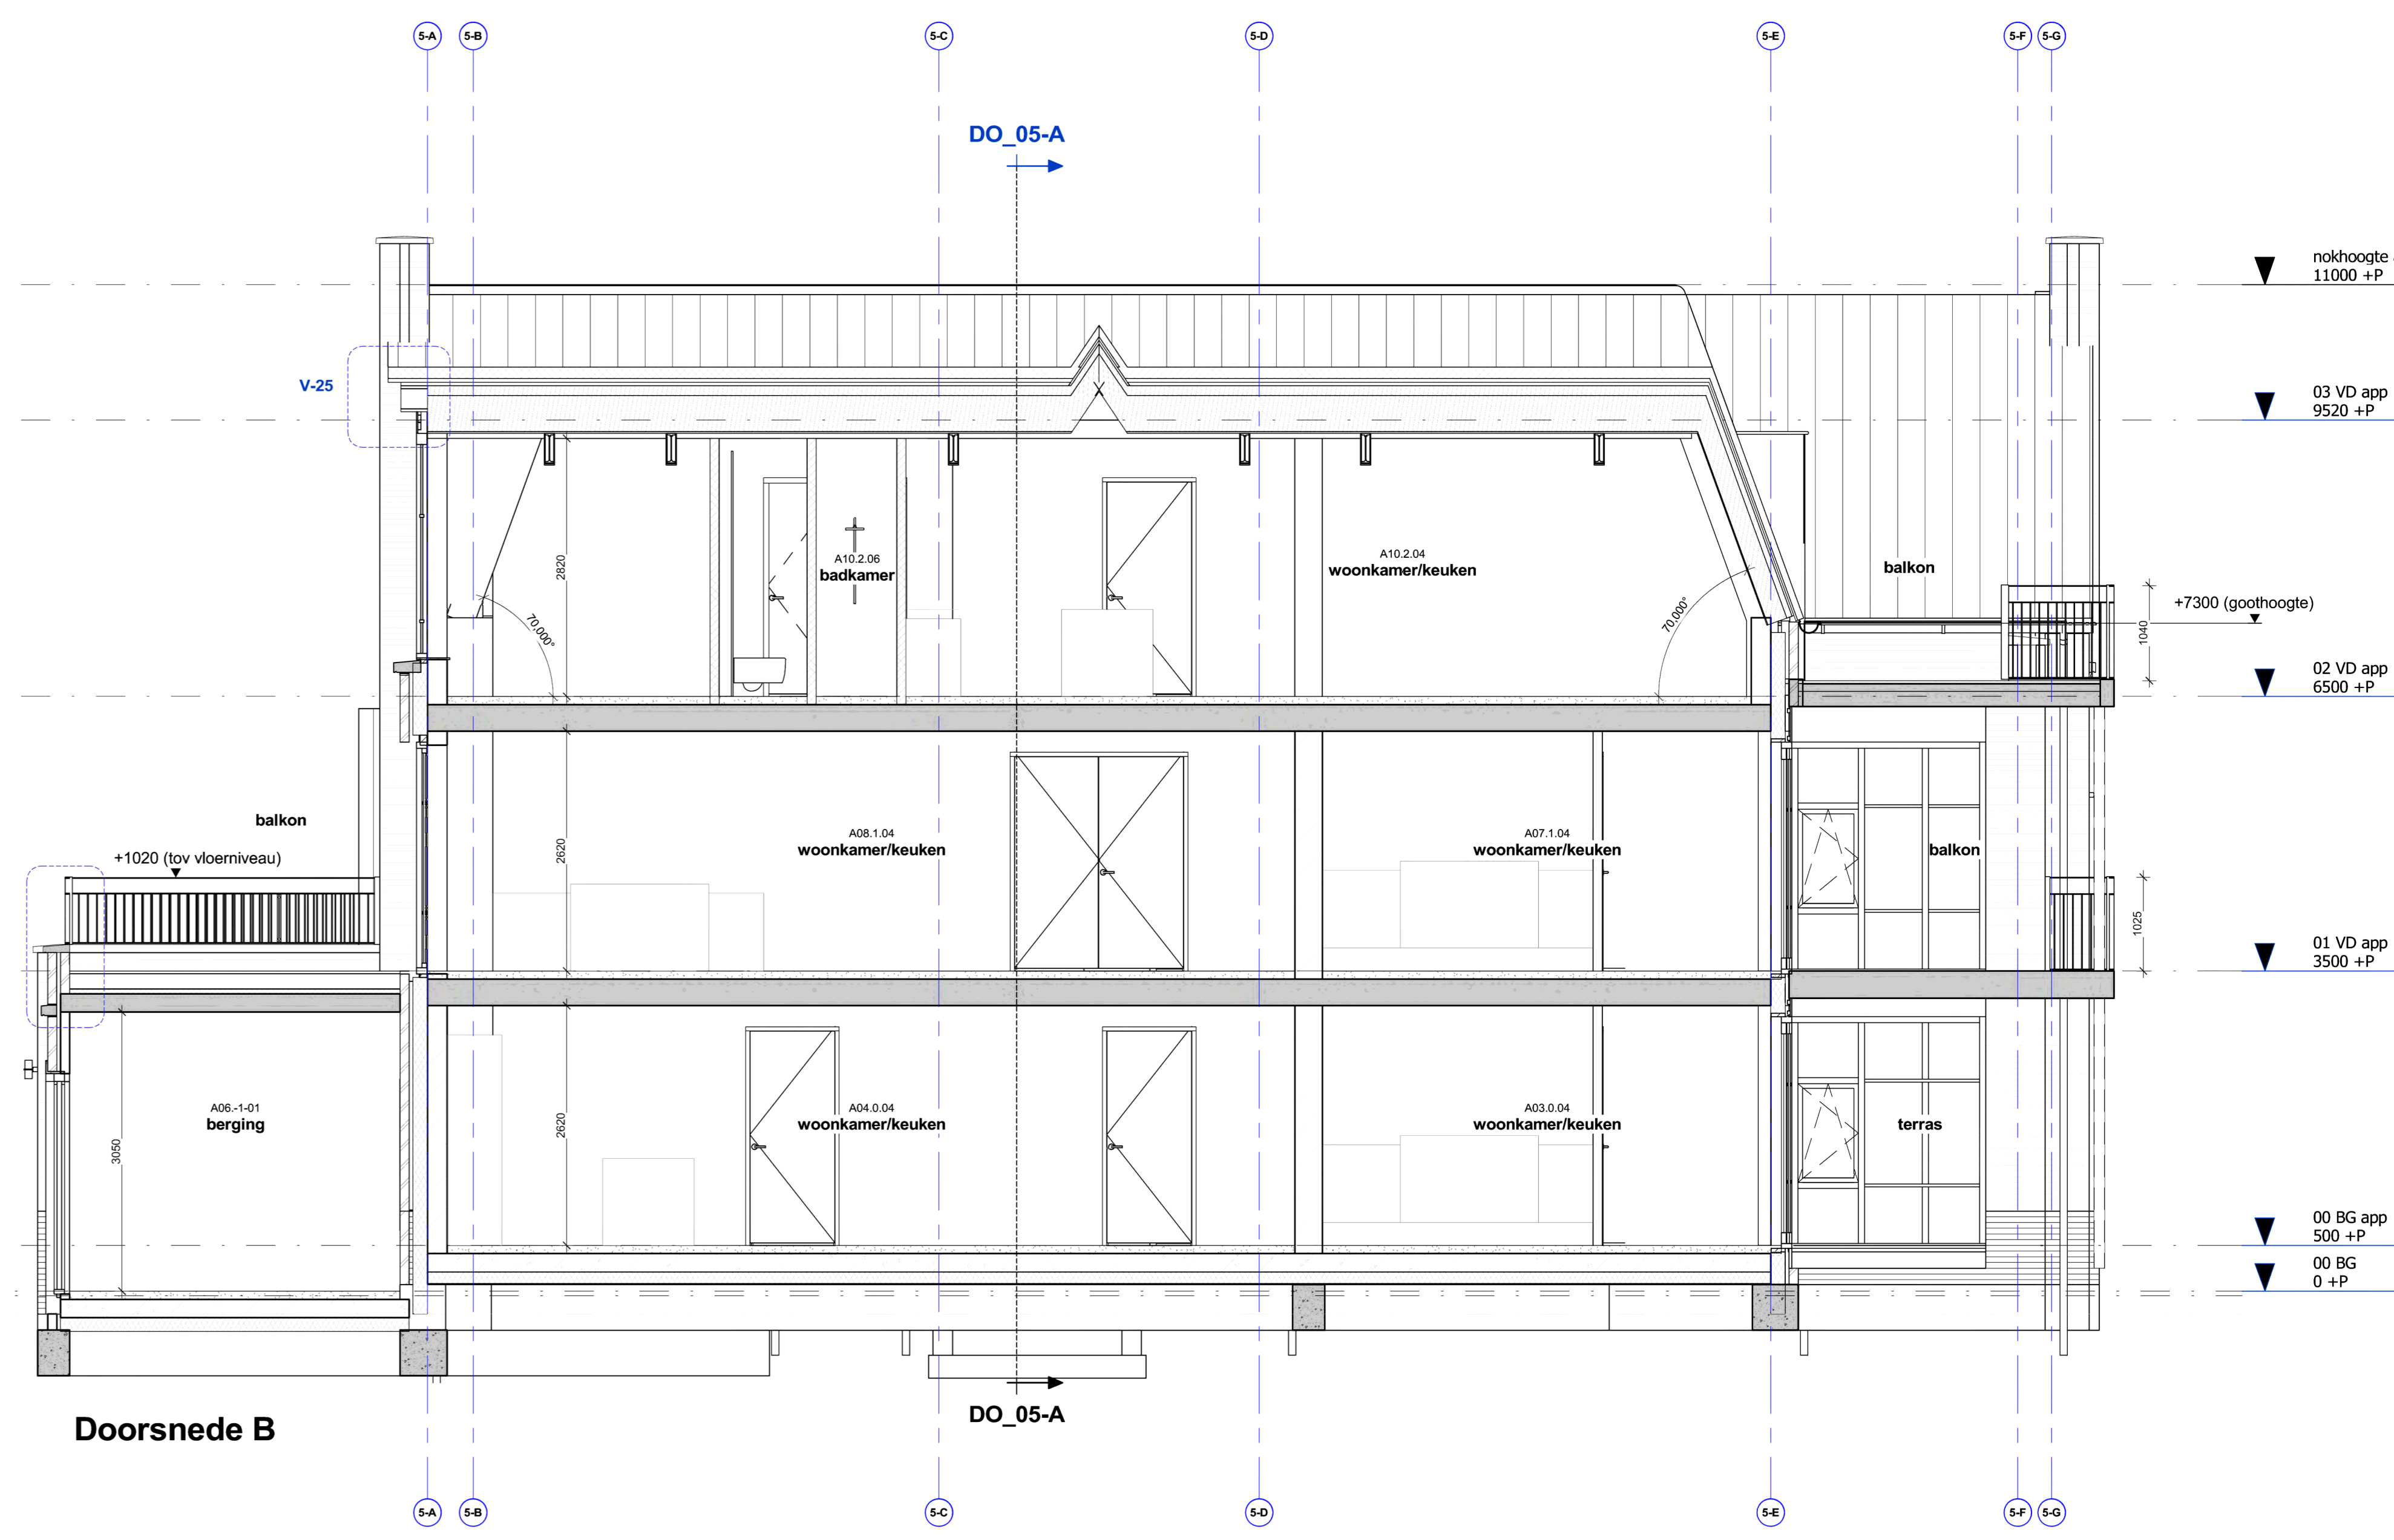 5-A 5-B 5-C 5-D 5-E 5-F 5-G
DO_05-A
nokhoogte
11000 +P
V-25
03 VD app
9520 +P
A10.2.06
badkamer
A10.2.04
woonkamer/keuken
balkon
2820
70,000°
70,000°
+7300 (goothoogte)
1040
02 VD app
6500 +P
balkon
+1020 (tov vloerniveau)
2620
A08.1.04
woonkamer/keuken
A07.1.04
woonkamer/keuken
balkon
1025
01 VD app
3500 +P
A06.-1-01
berging
3050
2620
A04.0.04
woonkamer/keuken
A03.0.04
woonkamer/keuken
terras
00 BG app
500 +P
00 BG
0 +P
Doorsnede B
DO_05-A
5-A 5-B 5-C 5-D 5-E 5-F 5-G